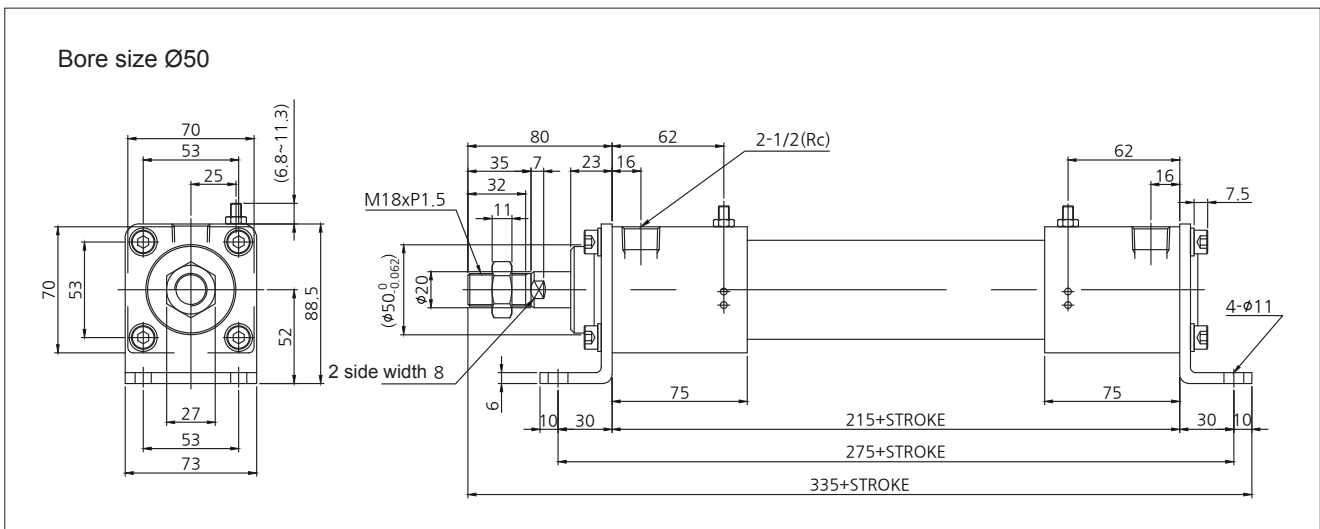 Bore size Ø50
70
53
25
(6.8~11.3)
70
53
88.5
52
27
53
73
80
62
2-1/2(Rc)
35
7
23
16
32
11
M18xP1.5
(ϕ50 0 -0.062)
ϕ20
2 side width 8
6
10
30
75
62
16
7.5
4-ϕ11
75
215+STROKE
30
10
275+STROKE
335+STROKE